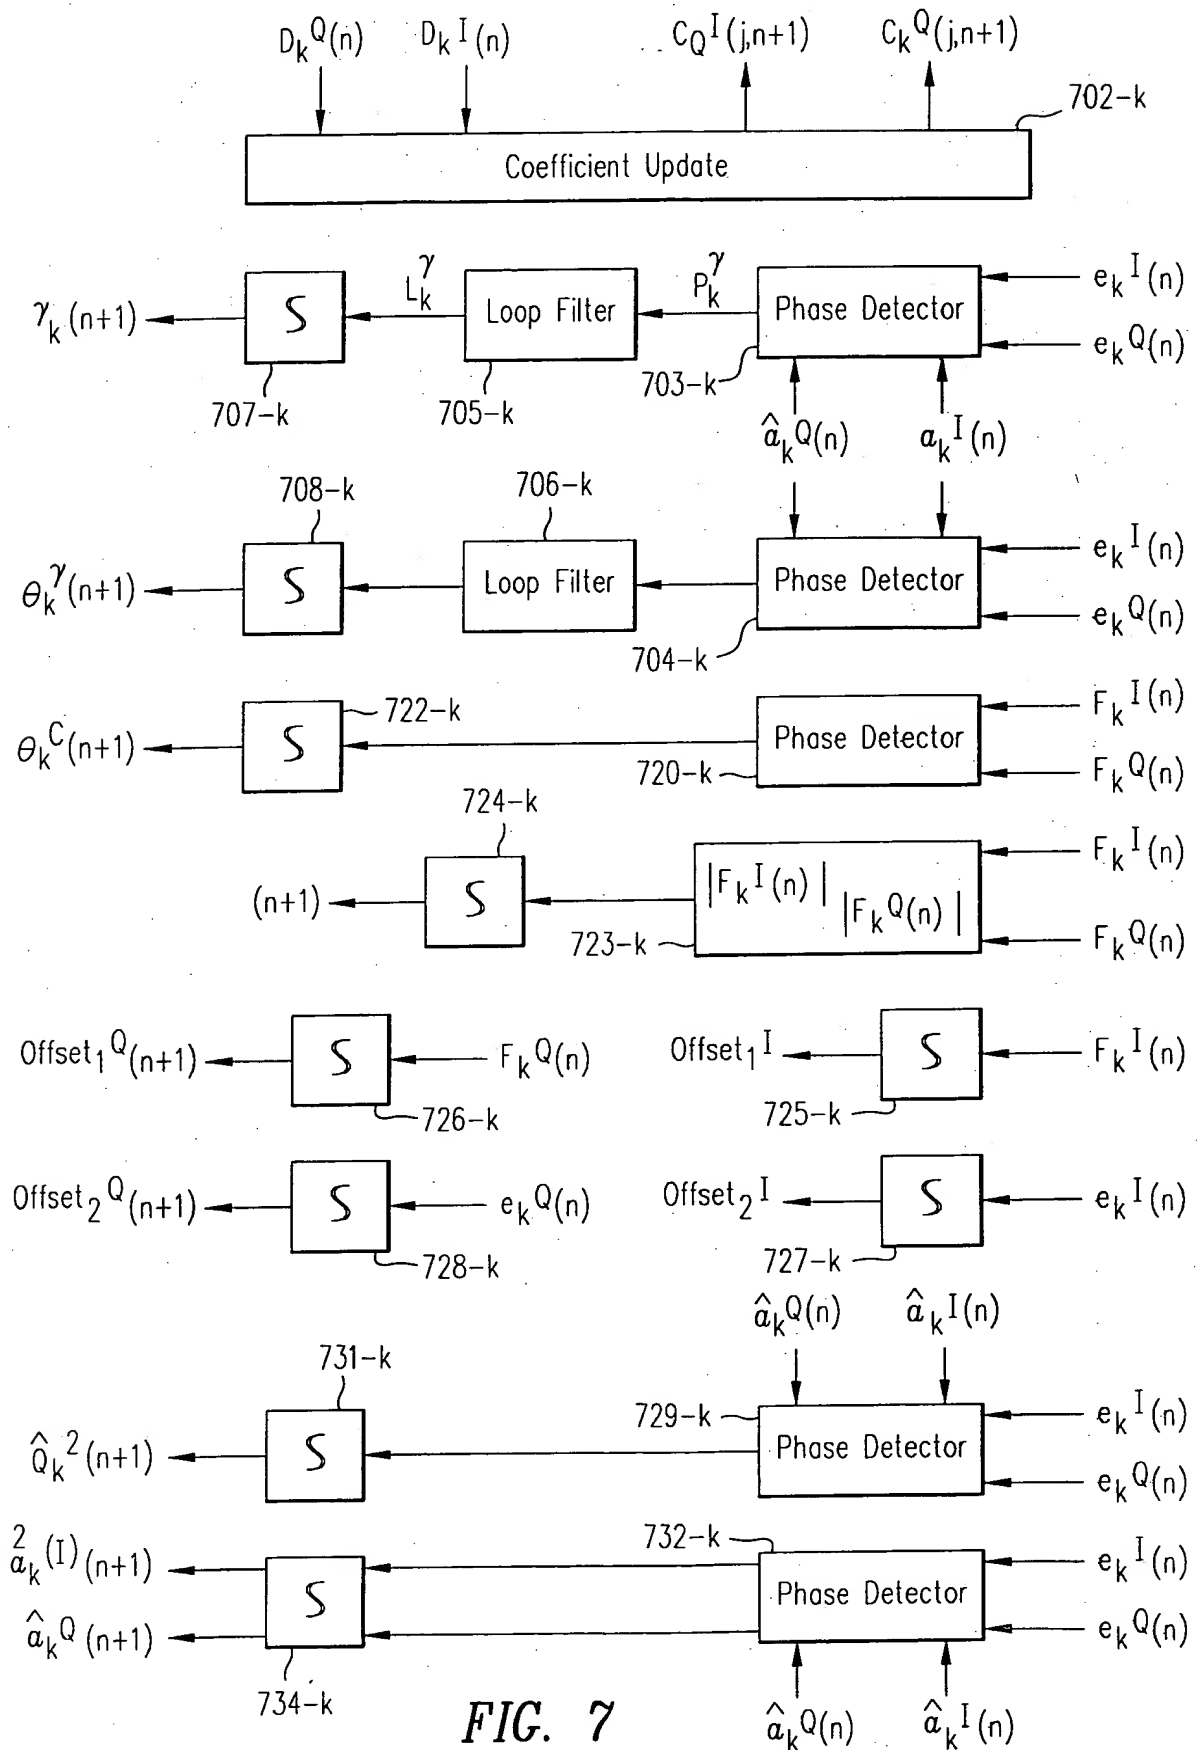 D_k^Q(n) D_k^I(n) C_Q^I(j,n+1) C_k^Q(j,n+1)
702-k
Coefficient Update
γ_k(n+1) S L_k^γ Loop Filter P_k^γ Phase Detector e_k^I(n)
e_k^Q(n)
707-k 705-k 703-k
â_k^Q(n) a_k^I(n)
708-k 706-k
θ_k^γ(n+1) S Loop Filter Phase Detector e_k^I(n)
e_k^Q(n)
704-k
722-k
θ_k^C(n+1) S Phase Detector F_k^I(n)
F_k^Q(n)
720-k
724-k
(n+1) S |F_k^I(n)| |F_k^Q(n)| F_k^I(n)
F_k^Q(n)
723-k
Offset_1^Q(n+1) S F_k^Q(n) Offset_1^I S F_k^I(n)
726-k 725-k
Offset_2^Q(n+1) S e_k^Q(n) Offset_2^I S e_k^I(n)
728-k 727-k
â_k^Q(n) â_k^I(n)
731-k 729-k
Q̂_k^2(n+1) S Phase Detector e_k^I(n)
e_k^Q(n)
732-k
2
a_k^(I)(n+1) S Phase Detector e_k^I(n)
â_k^Q(n+1) e_k^Q(n)
734-k
â_k^Q(n) â_k^I(n)
FIG. 7